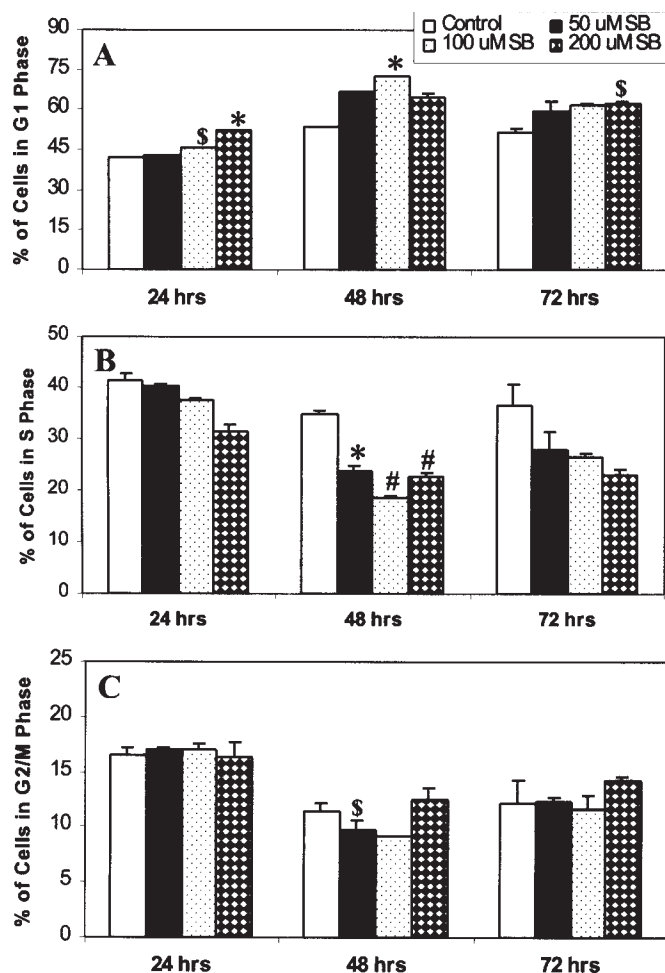 Control 50 uM SB
100 uM SB 200 uM SB
A
% of Cells in G1 Phase
90
75
60
45
30
15
0
$
*
*
$
24 hrs 48 hrs 72 hrs
B
% of Cells in S Phase
50
40
30
20
10
0
*
#
#
24 hrs 48 hrs 72 hrs
C
% of Cells in G2/M Phase
25
20
15
10
5
0
$
24 hrs 48 hrs 72 hrs